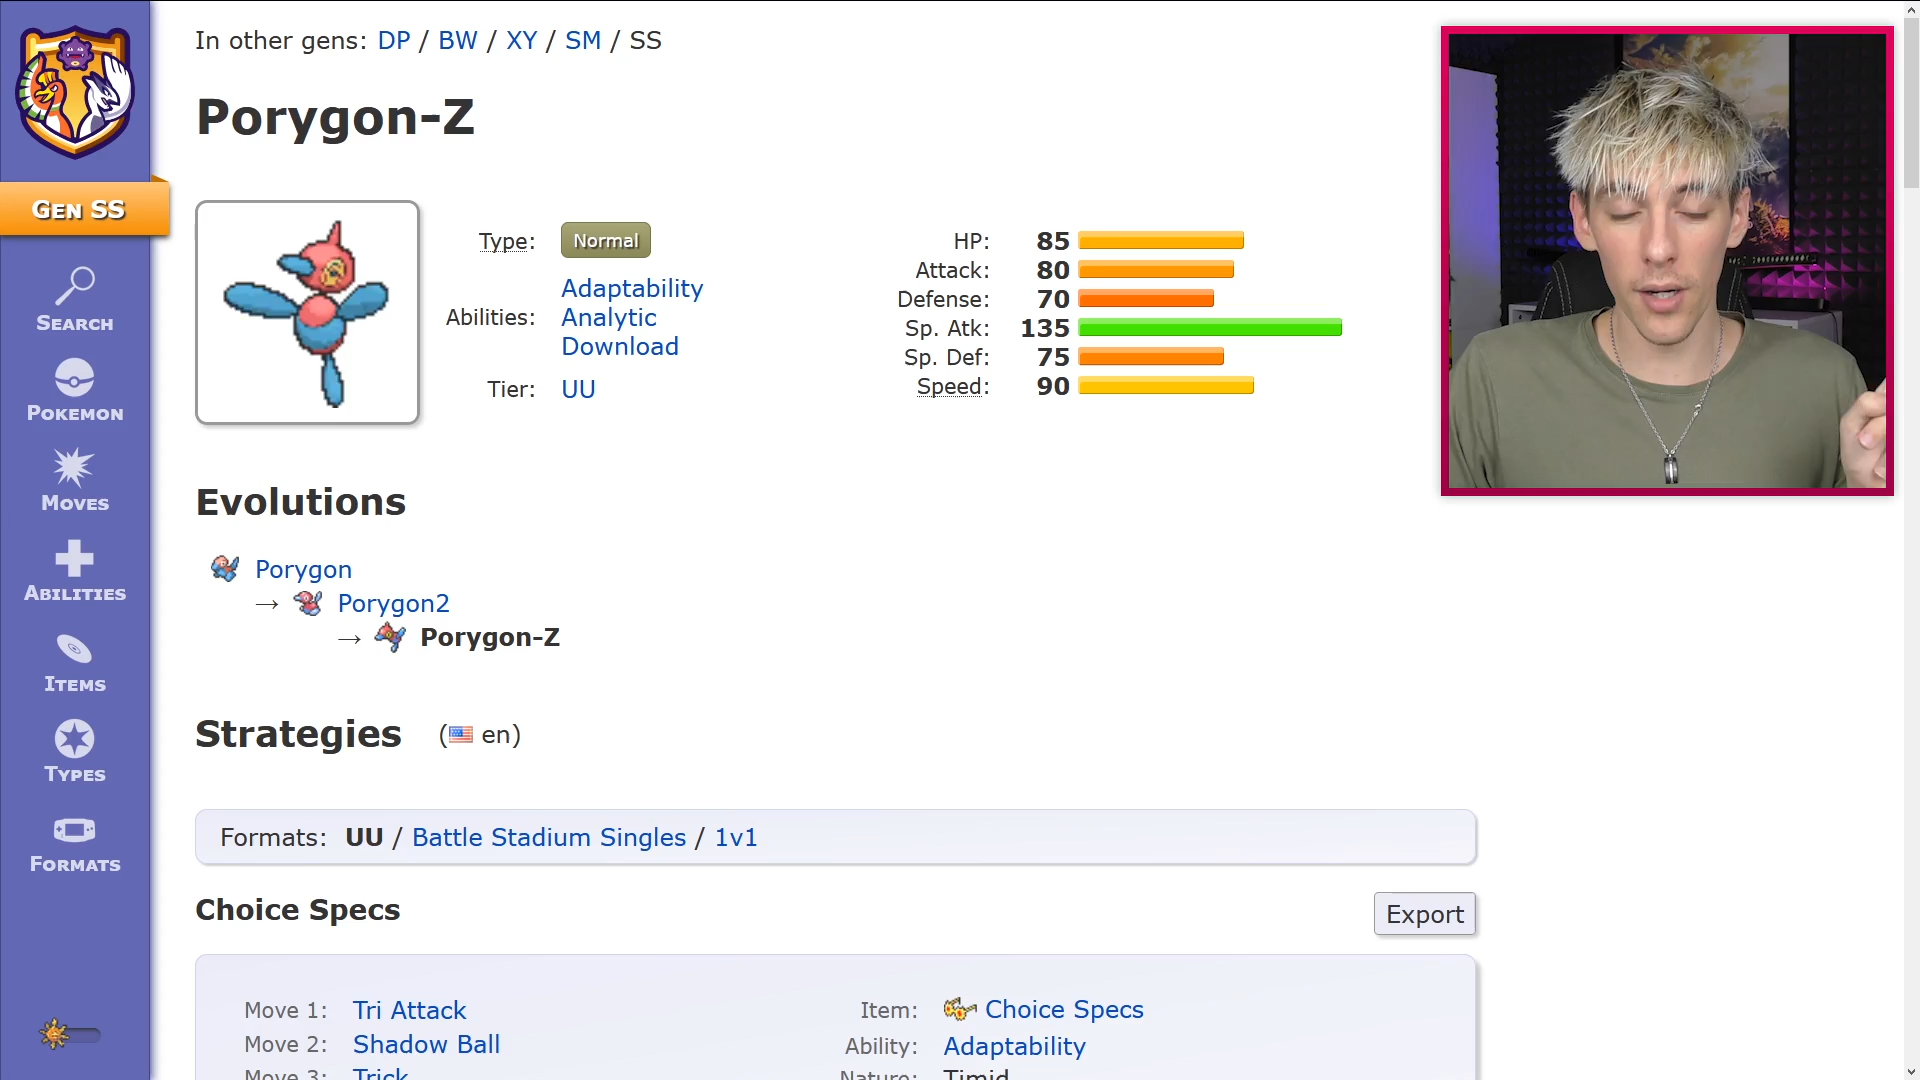 In other gens: DP / BW / XY / SM / SS
Porygon-Z
GEN SS
SEARCH
POKEMON
MOVES
ABILITIES
ITEMS
TYPES
FORMATS
Type: Normal
Abilities: Adaptability
Analytic
Download
Tier: UU
HP: 85
Attack: 80
Defense: 70
Sp. Atk: 135
Sp. Def: 75
Speed: 90
Evolutions
Porygon
→ Porygon2
→ Porygon-Z
Strategies (en)
Formats: UU / Battle Stadium Singles / 1v1
Choice Specs
Export
Move 1: Tri Attack
Move 2: Shadow Ball
Move 3: Trick
Item: Choice Specs
Ability: Adaptability
Nature: Timid